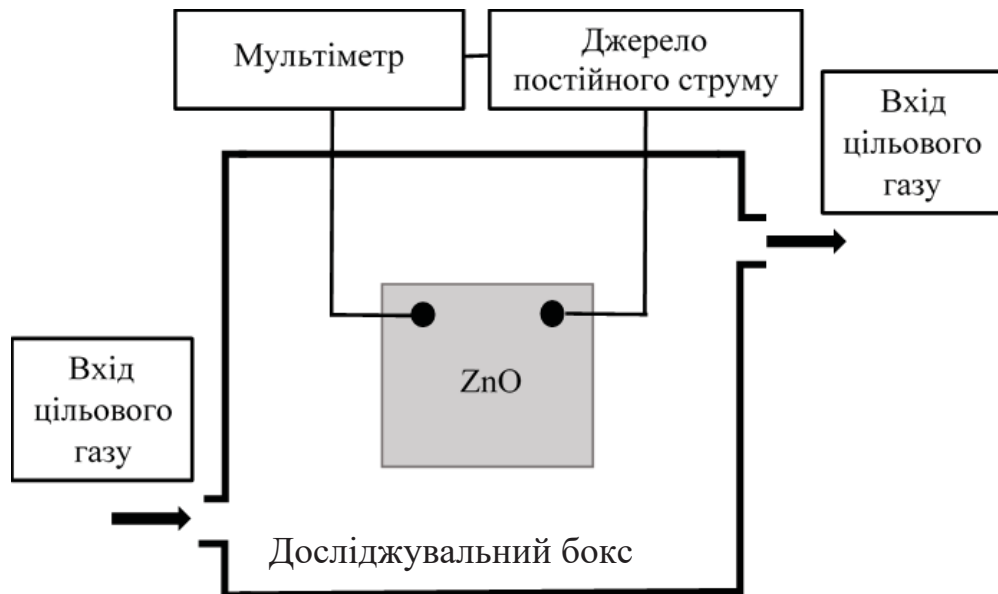 Мультіметр
Джерело
постійного струму
Вхід
цільового
газу
Вхід
цільового
газу
ZnO
Досліджувальний бокс